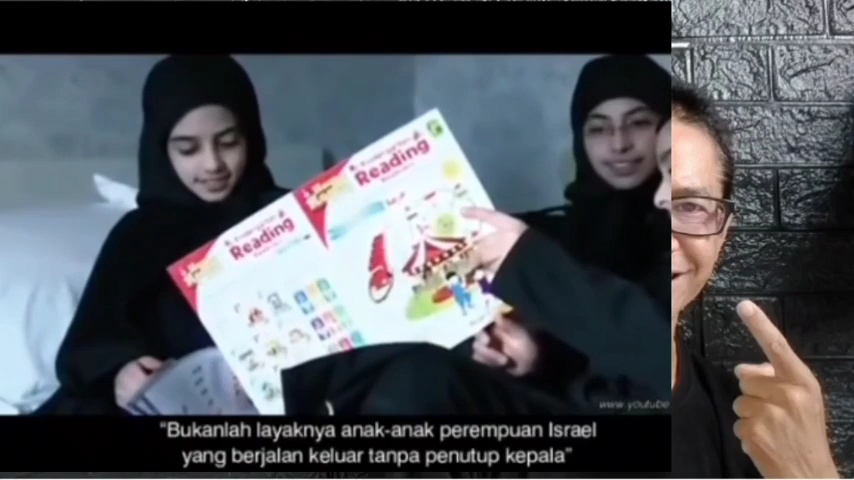 Reading
Reading
www.youtube
"Bukanlah layaknya anak-anak perempuan Israel
yang berjalan keluar tanpa penutup kepala"